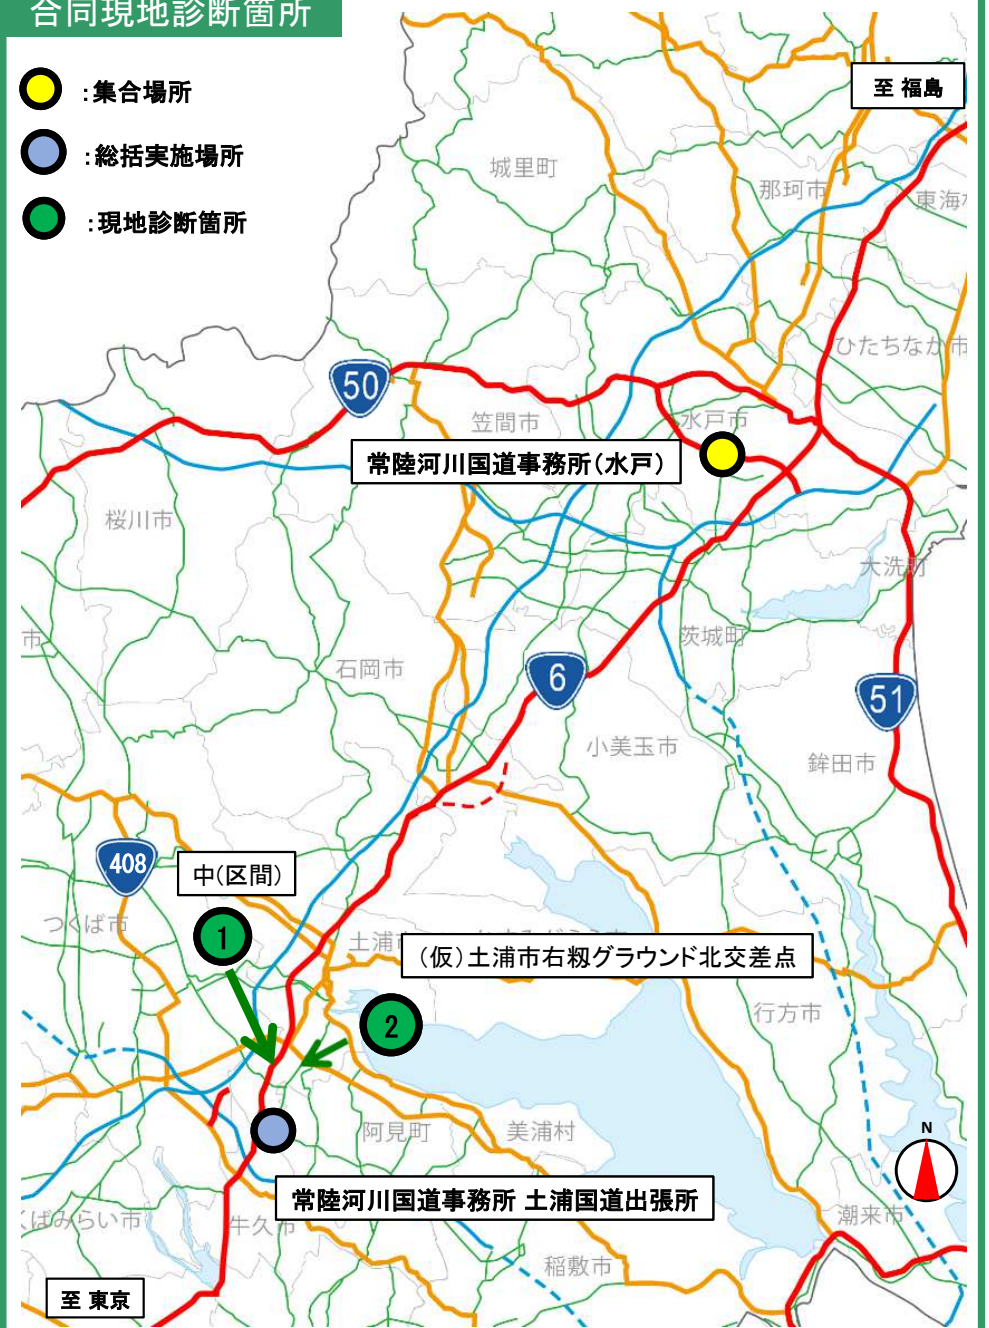 合同現地診断箇所
:集合場所
:総括実施場所
:現地診断箇所
至 福島
城里町
那珂市
東海
ひたちなか市
50
笠間市
水戸市
常陸河川国道事務所(水戸)
桜川市
大洗町
市
茨城町
石岡市
6
51
小美玉市
鉾田市
408
中(区間)
つくば市
1
土浦
(仮)土浦市右籾グラウンド北交差点
2
行方市
阿見町
美浦村
N
常陸河川国道事務所 土浦国道出張所
くばみらい市
牛久市
潮来市
稲敷市
至 東京